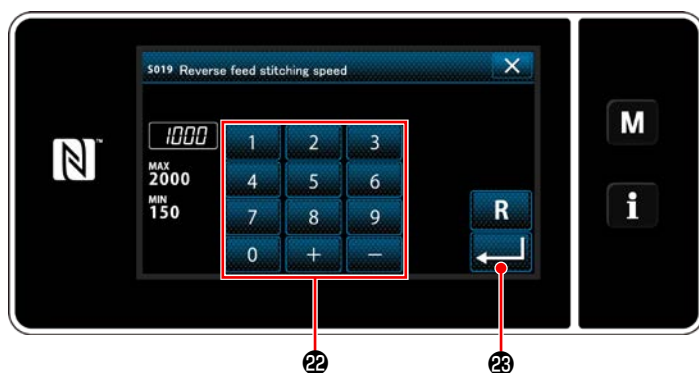 S019 Reverse feed stitching speed
1000
MAX
2000
MIN
150
1 2 3
4 5 6
7 8 9
0 + −
R
N™
M
i
㉒ ㉓